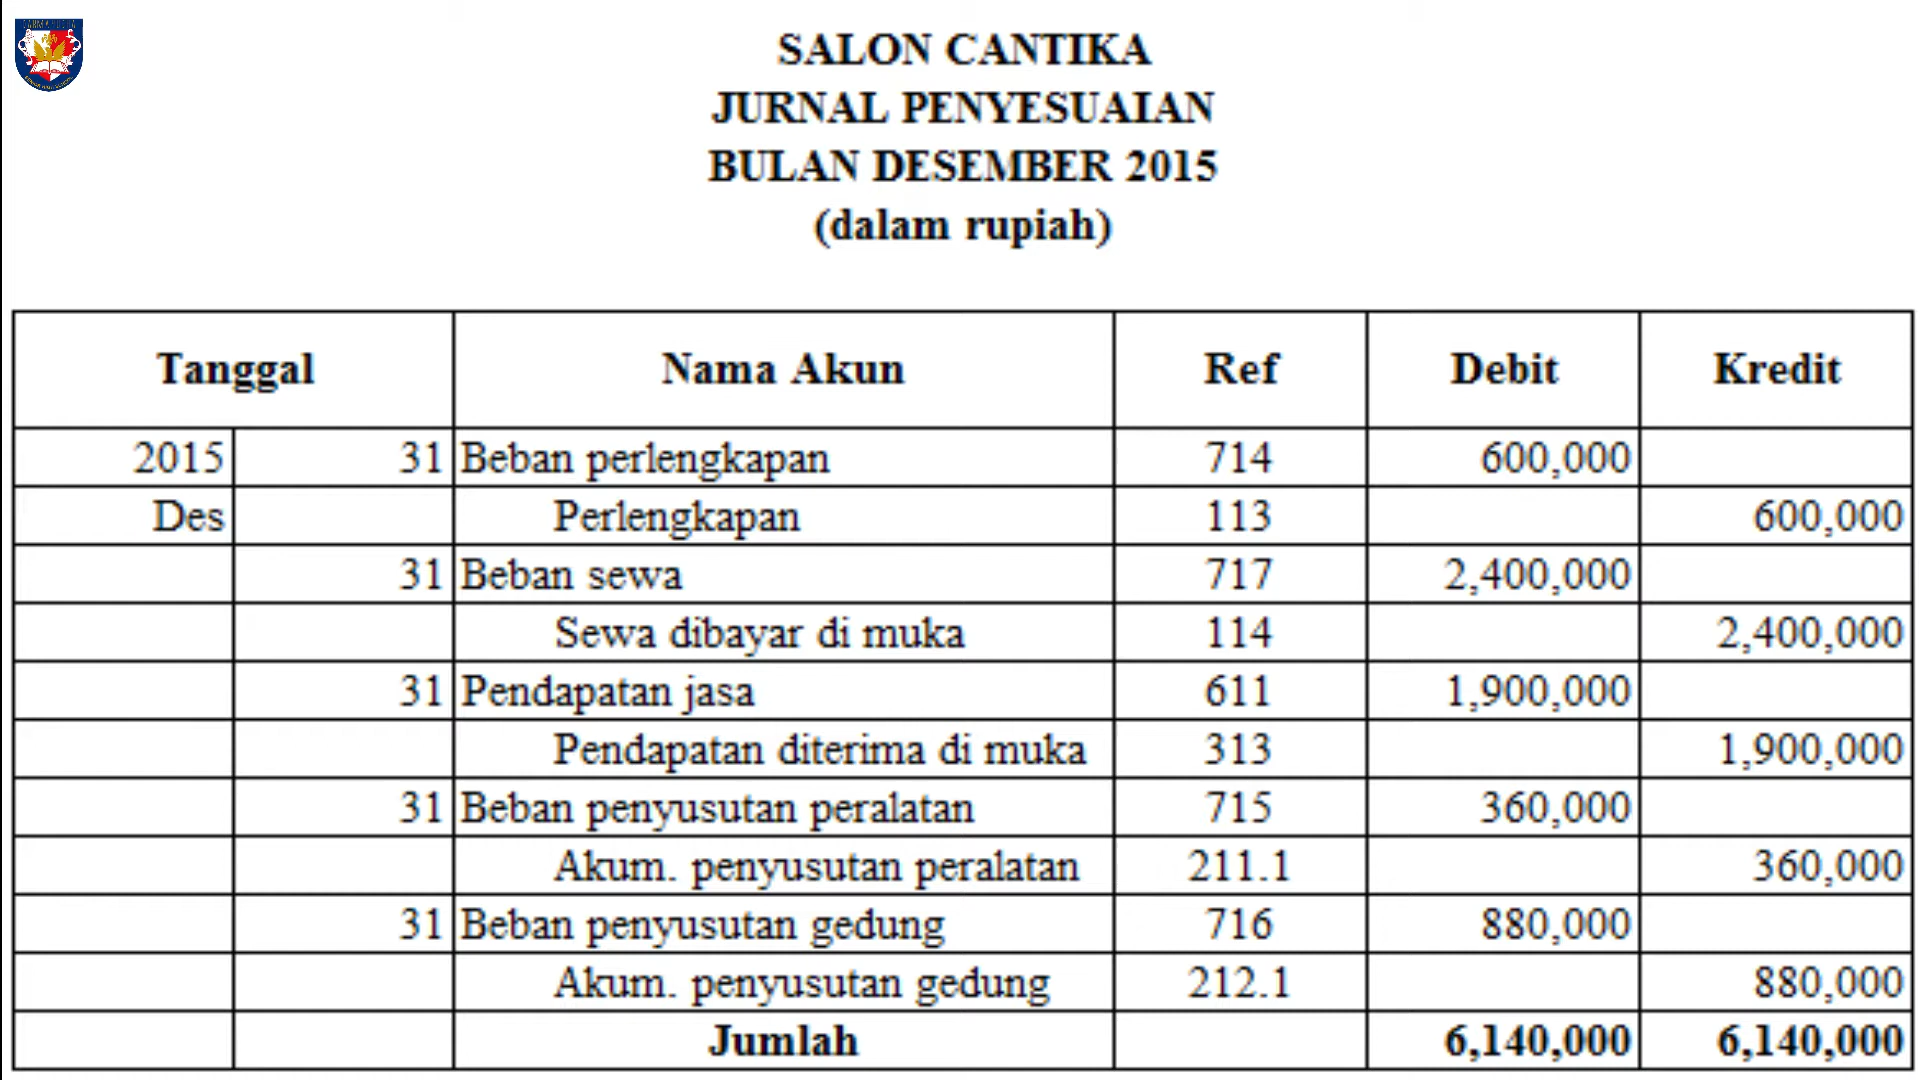 SALON CANTIKA
JURNAL PENYESUAIAN
BULAN DESEMBER 2015
(dalam rupiah)
Tanggal Nama Akun Ref Debit Kredit
2015 31 Beban perlengkapan 714 600,000
Des Perlengkapan 113 600,000
31 Beban sewa 717 2,400,000
Sewa dibayar di muka 114 2,400,000
31 Pendapatan jasa 611 1,900,000
Pendapatan diterima di muka 313 1,900,000
31 Beban penyusutan peralatan 715 360,000
Akum. penyusutan peralatan 211.1 360,000
31 Beban penyusutan gedung 716 880,000
Akum. penyusutan gedung 212.1 880,000
Jumlah 6,140,000 6,140,000